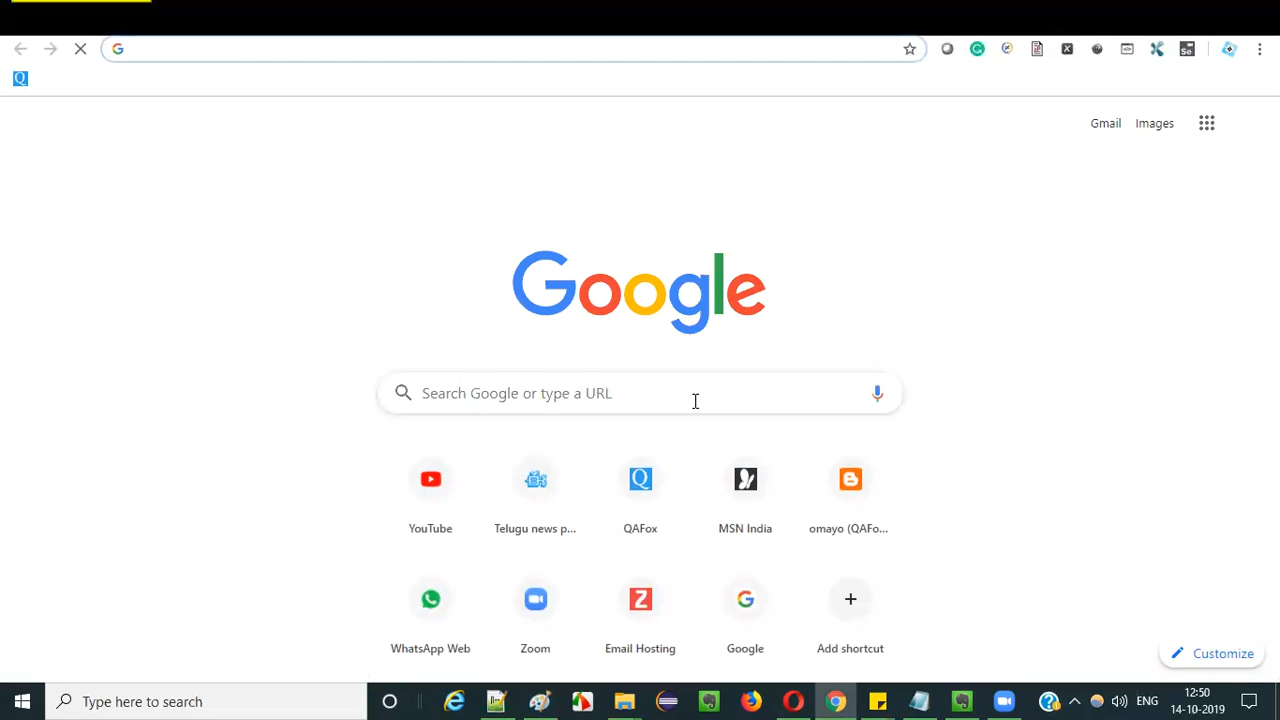 Q
Gmail Images
Google
Search Google or type a URL
YouTube Telugu news p... QAFox MSN India omayo (QAFo...
WhatsApp Web Zoom Email Hosting Google Add shortcut
Customize
Type here to search
ENG
12:50
14-10-2019